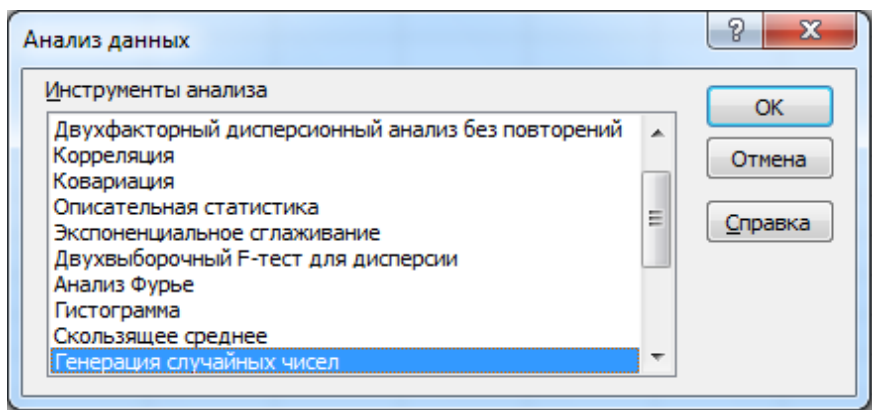 Анализ данных
Инструменты анализа
Двухфакторный дисперсионный анализ без повторений
Корреляция
Ковариация
Описательная статистика
Экспоненциальное сглаживание
Двухвыборочный F-тест для дисперсии
Анализ Фурье
Гистограмма
Скользящее среднее
Генерация случайных чисел
OK
Отмена
Справка